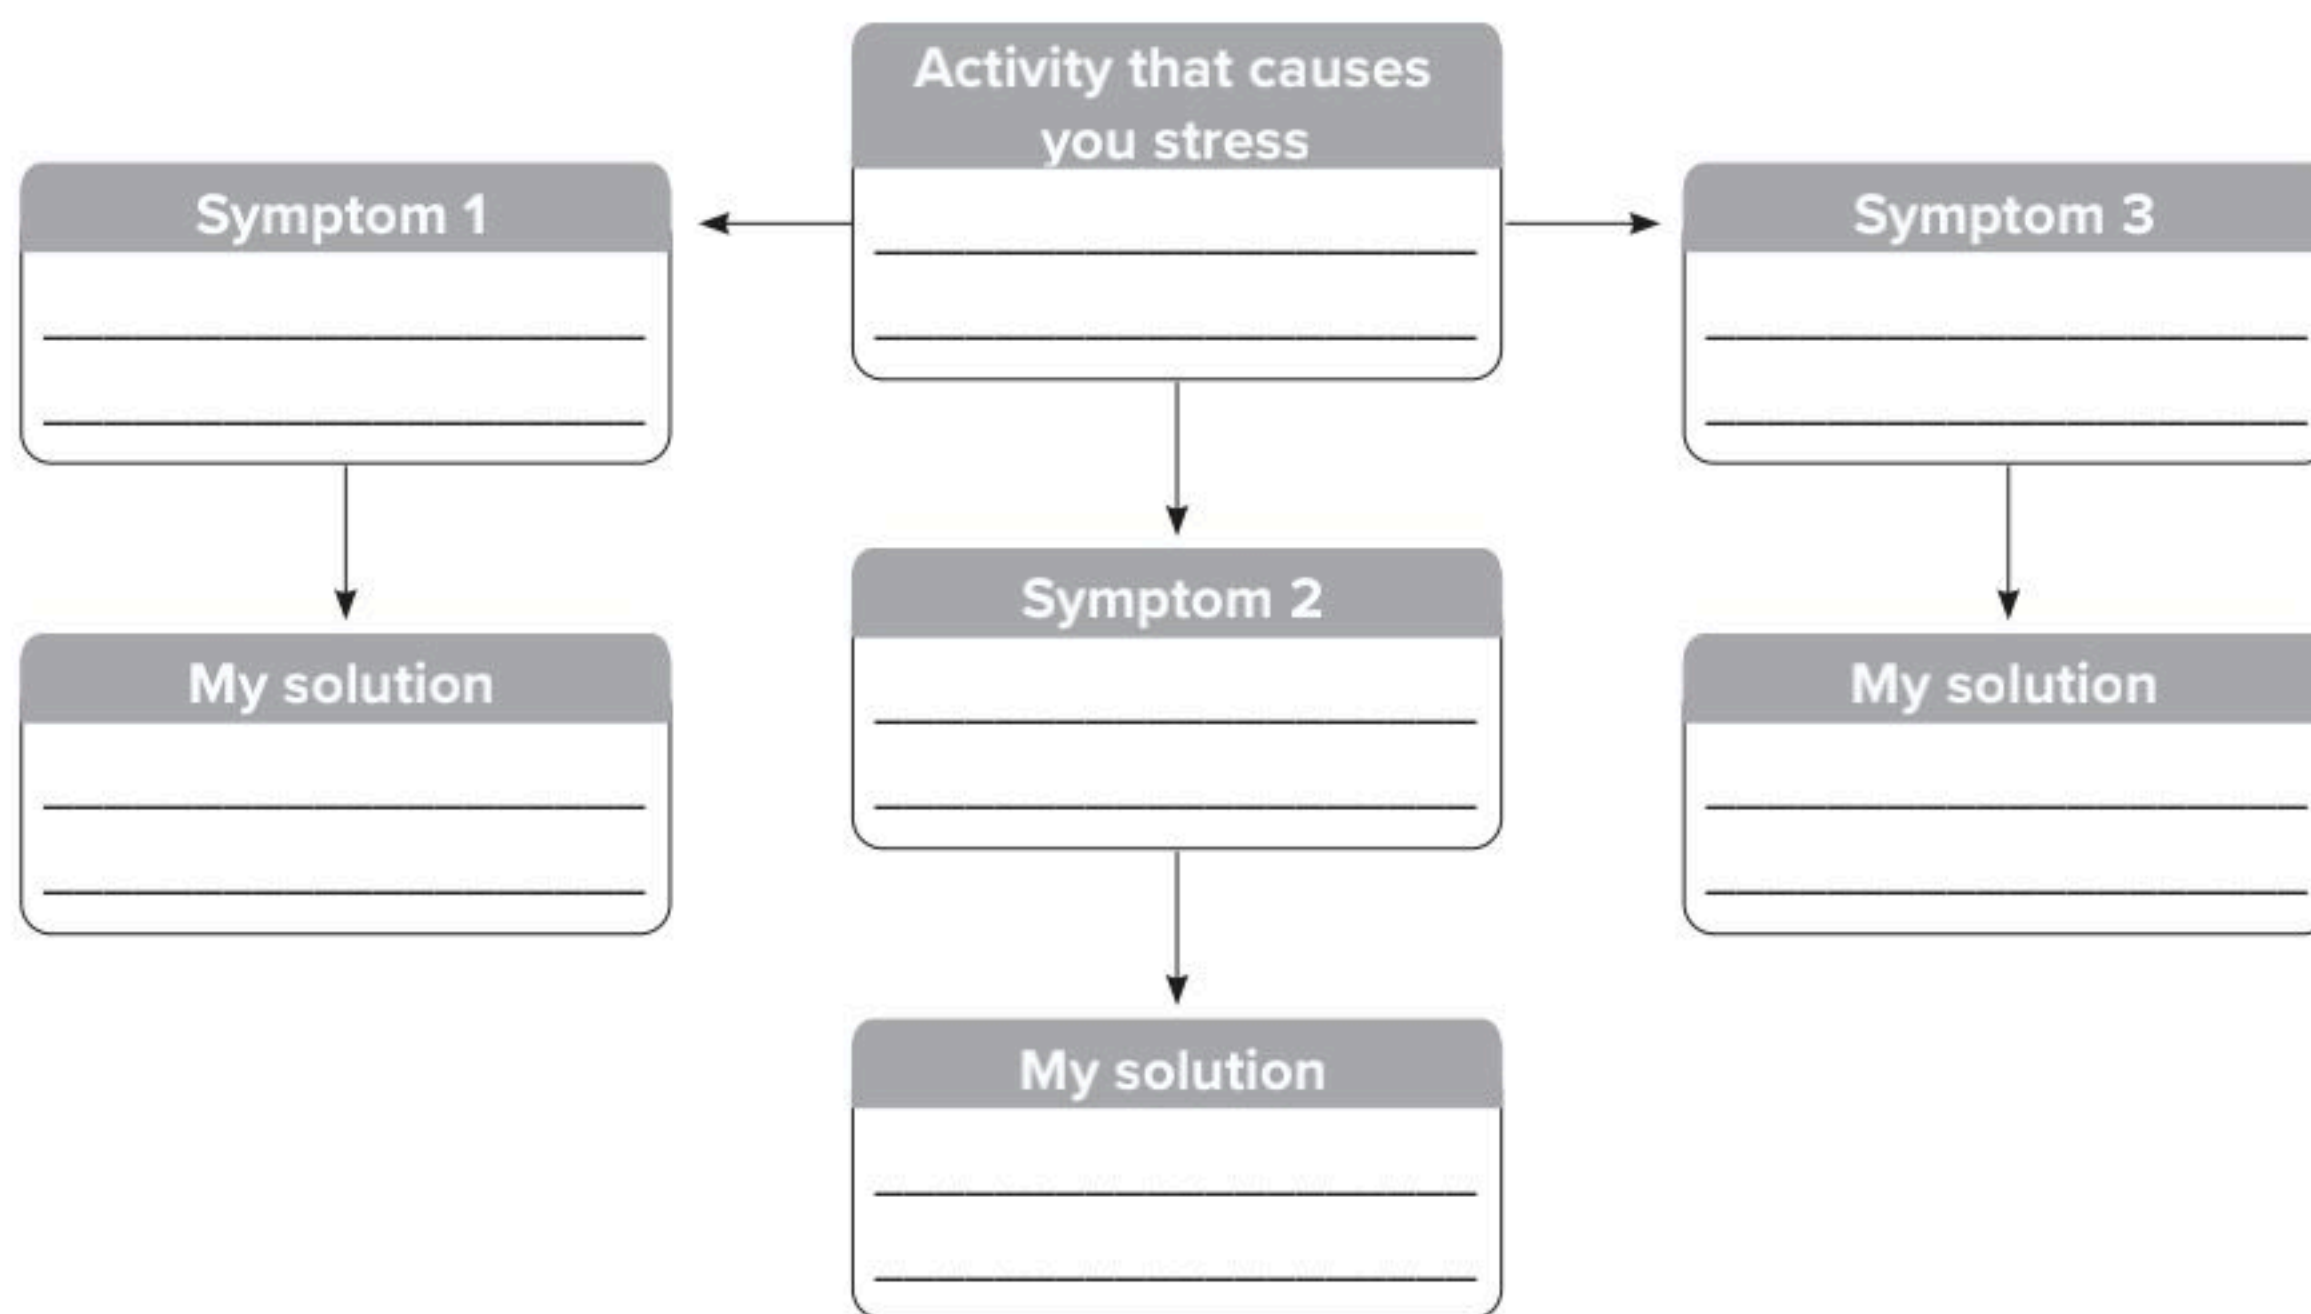 Activity that causes
you stress
Symptom 1
Symptom 3
Symptom 2
My solution
My solution
My solution